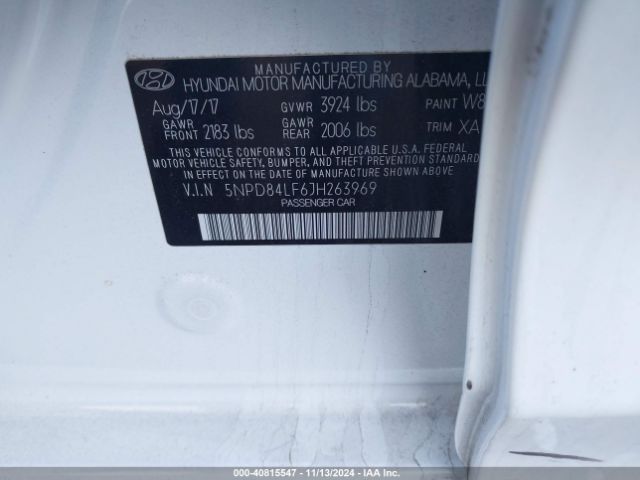 MANUFACTURED BY
HYUNDAI MOTOR MANUFACTURING ALABAMA, LL
Aug/17/17 GVWR 3924 lbs PAINT W8
GAWR FRONT 2183 lbs GAWR REAR 2006 lbs TRIM XA
THIS VEHICLE CONFORMS TO ALL APPLICABLE U.S.A. FEDERAL
MOTOR VEHICLE SAFETY, BUMPER, AND THEFT PREVENTION STANDARDS
IN EFFECT ON THE DATE OF MANUFACTURE SHOWN ABOVE.
V.I.N 5NPD84LF6JH263969
PASSENGER CAR
000-40815547 - 11/13/2024 - IAA Inc.